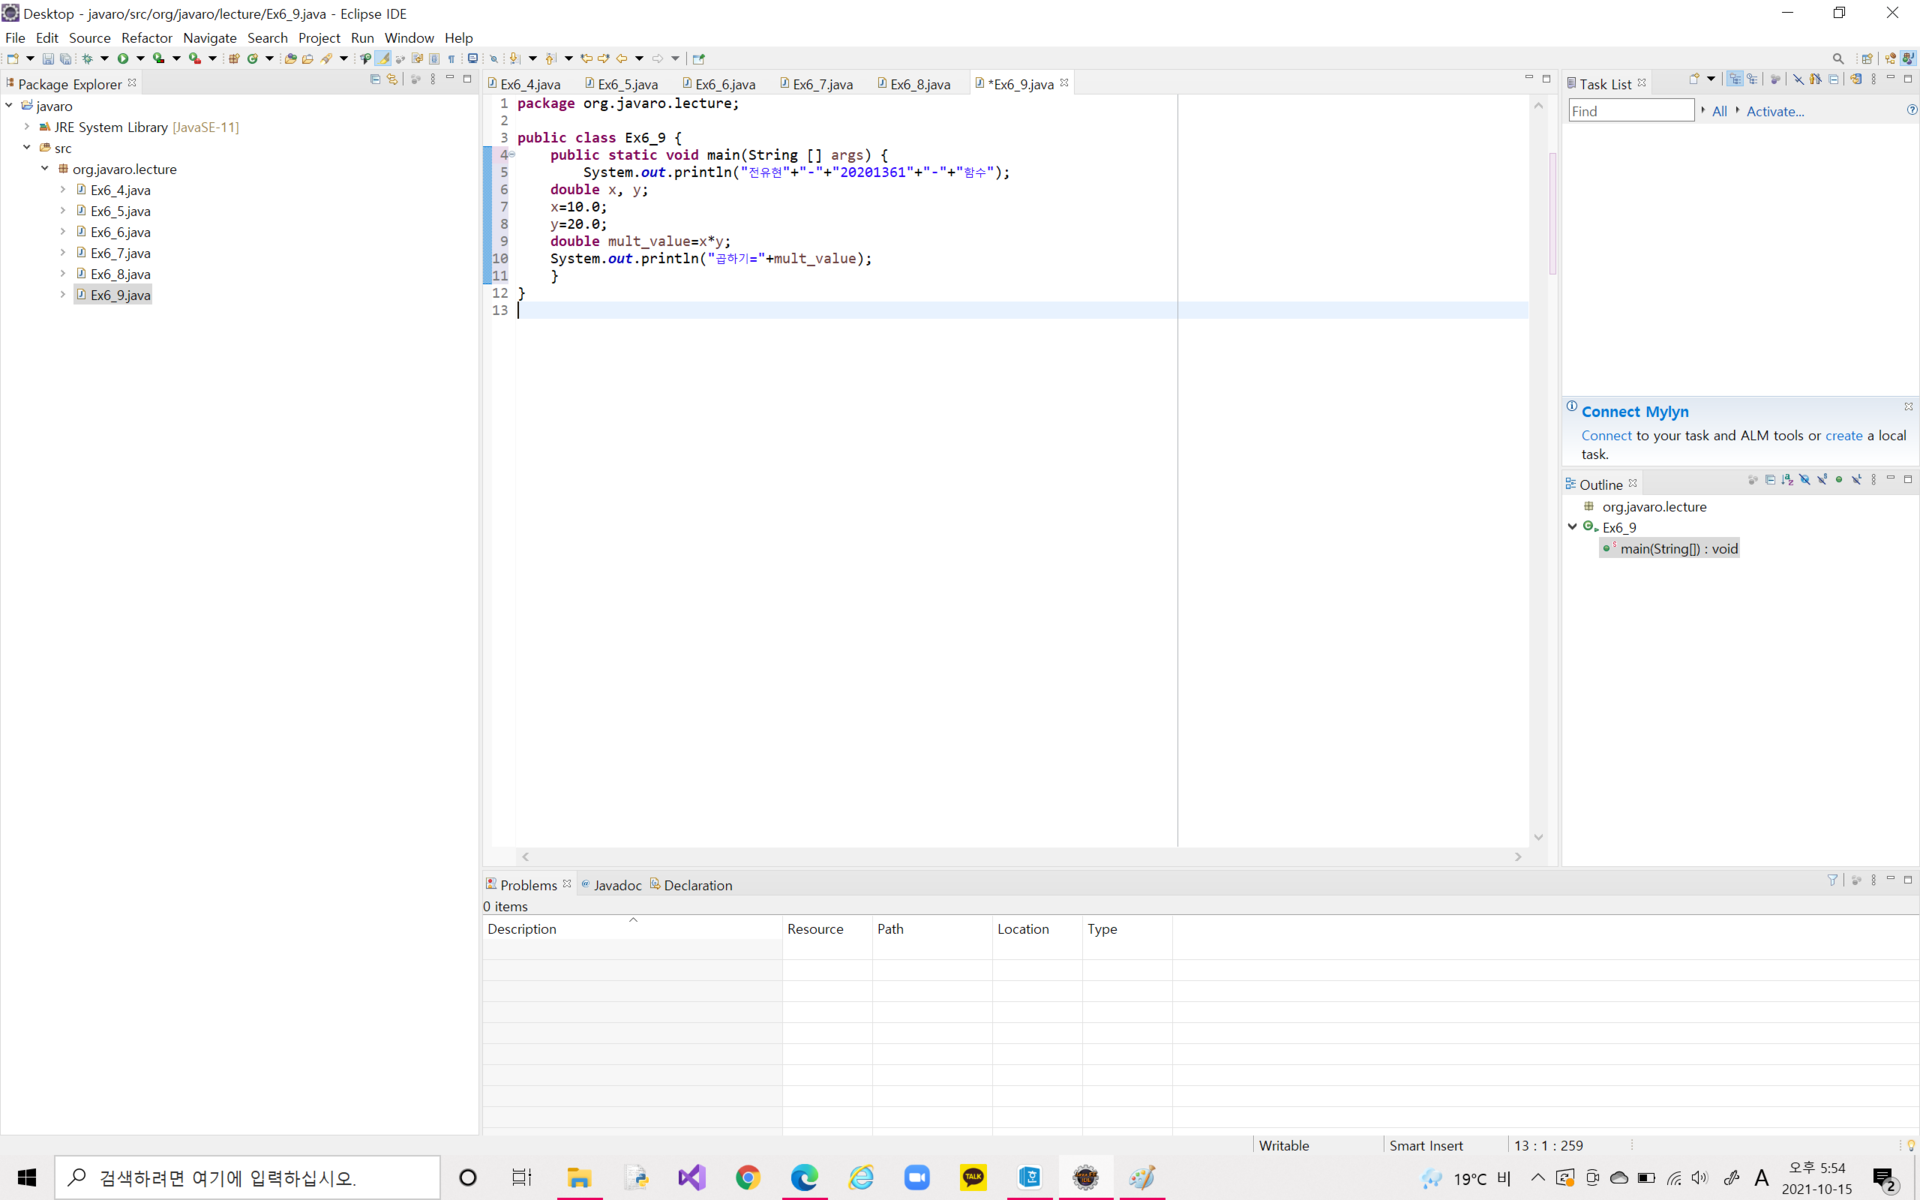 Desktop - javaro/src/org/javaro/lecture/Ex6_9.java - Eclipse IDE
File Edit Source Refactor Navigate Search Project Run Window Help
Package Explorer
javaro
JRE System Library [JavaSE-11]
src
org.javaro.lecture
Ex6_4.java
Ex6_5.java
Ex6_6.java
Ex6_7.java
Ex6_8.java
Ex6_9.java
Ex6_4.java Ex6_5.java Ex6_6.java Ex6_7.java Ex6_8.java *Ex6_9.java
1 package org.javaro.lecture;
2
3 public class Ex6_9 {
4 public static void main(String [] args) {
5 System.out.println("전유현"+"-"+"20201361"+"-"+"함수");
6 double x, y;
7 x=10.0;
8 y=20.0;
9 double mult_value=x*y;
10 System.out.println("곱하기="+mult_value);
11 }
12 }
13
Task List
Find All Activate...
Connect Mylyn
Connect to your task and ALM tools or create a local
task.
Outline
org.javaro.lecture
Ex6_9
main(String[]) : void
Problems Javadoc Declaration
0 items
Description Resource Path Location Type
Writable Smart Insert 13 : 1 : 259
검색하려면 여기에 입력하십시오.
TALK
19°C 비
A
오후 5:54
2021-10-15
2